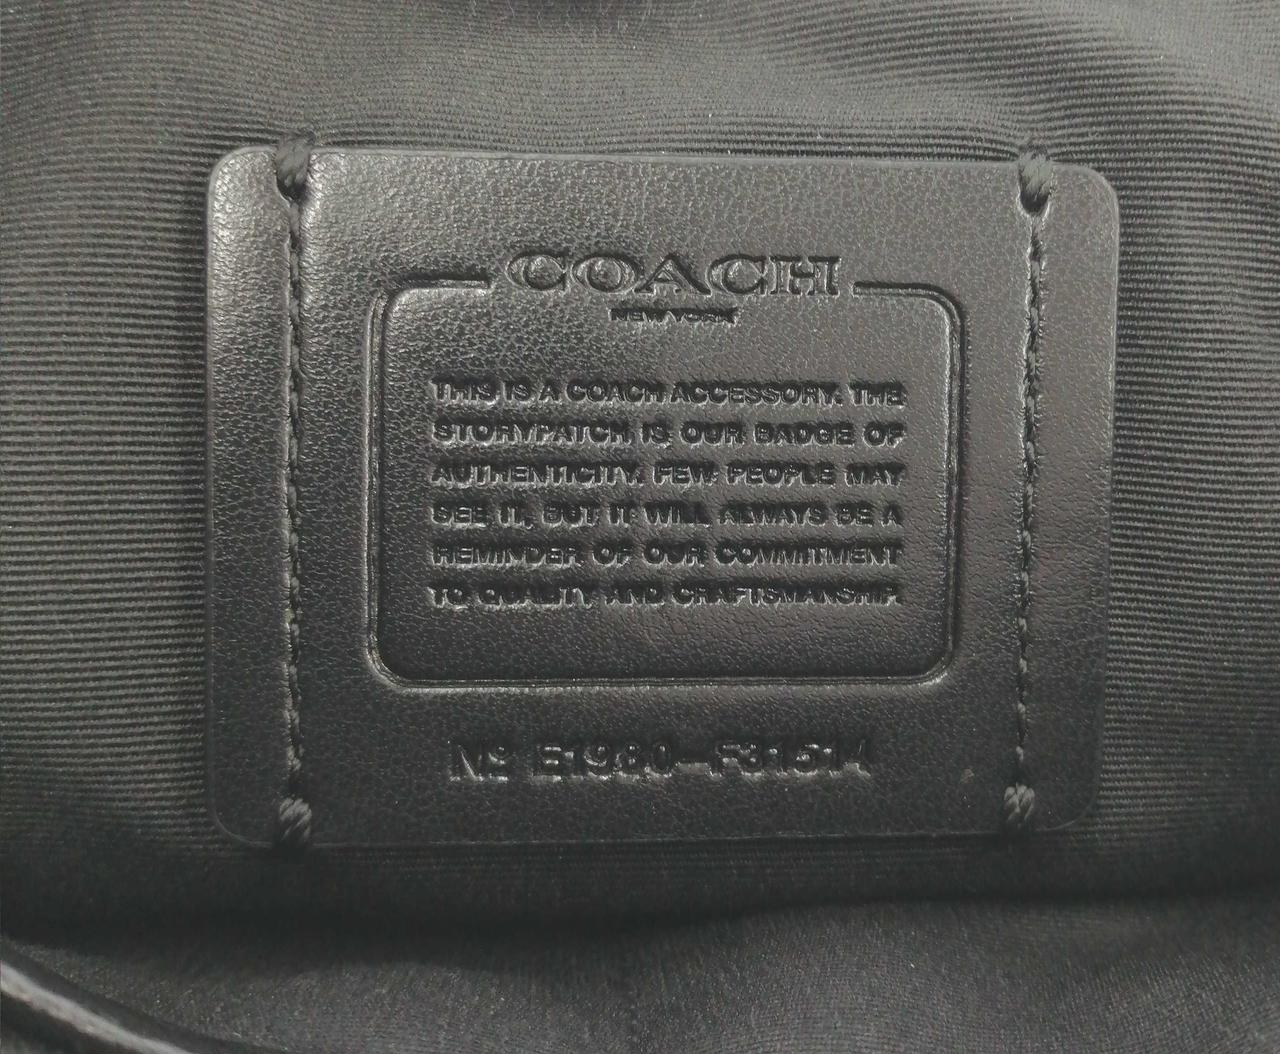 COACH
NEW YORK
THIS IS A COACH ACCESSORY. THE
STORYPATCH IS OUR BADGE OF
AUTHENTICITY. FEW PEOPLE MAY
SEE IT, BUT IT WILL ALWAYS BE A
REMINDER OF OUR COMMITMENT
TO QUALITY AND CRAFTSMANSHIP.
Nº E1980-F31514